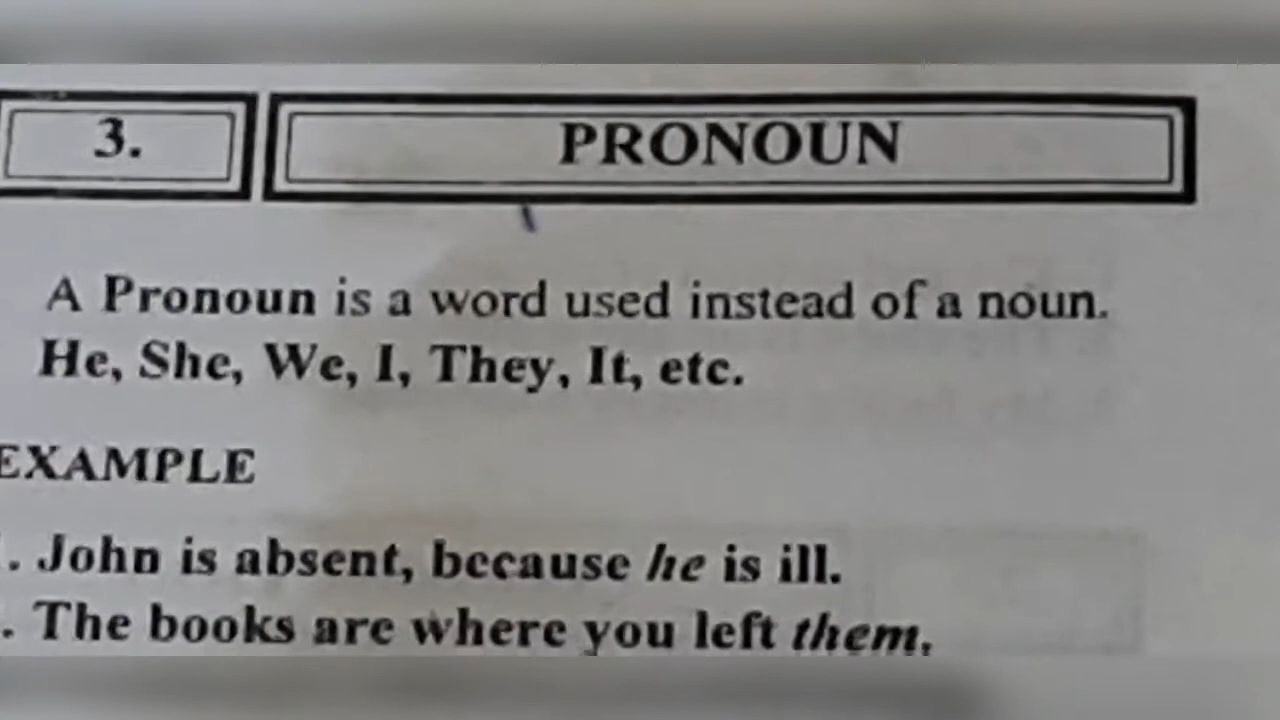 3.
PRONOUN
A Pronoun is a word used instead of a noun.
He, She, We, I, They, It, etc.
EXAMPLE
. John is absent, because he is ill.
. The books are where you left them.